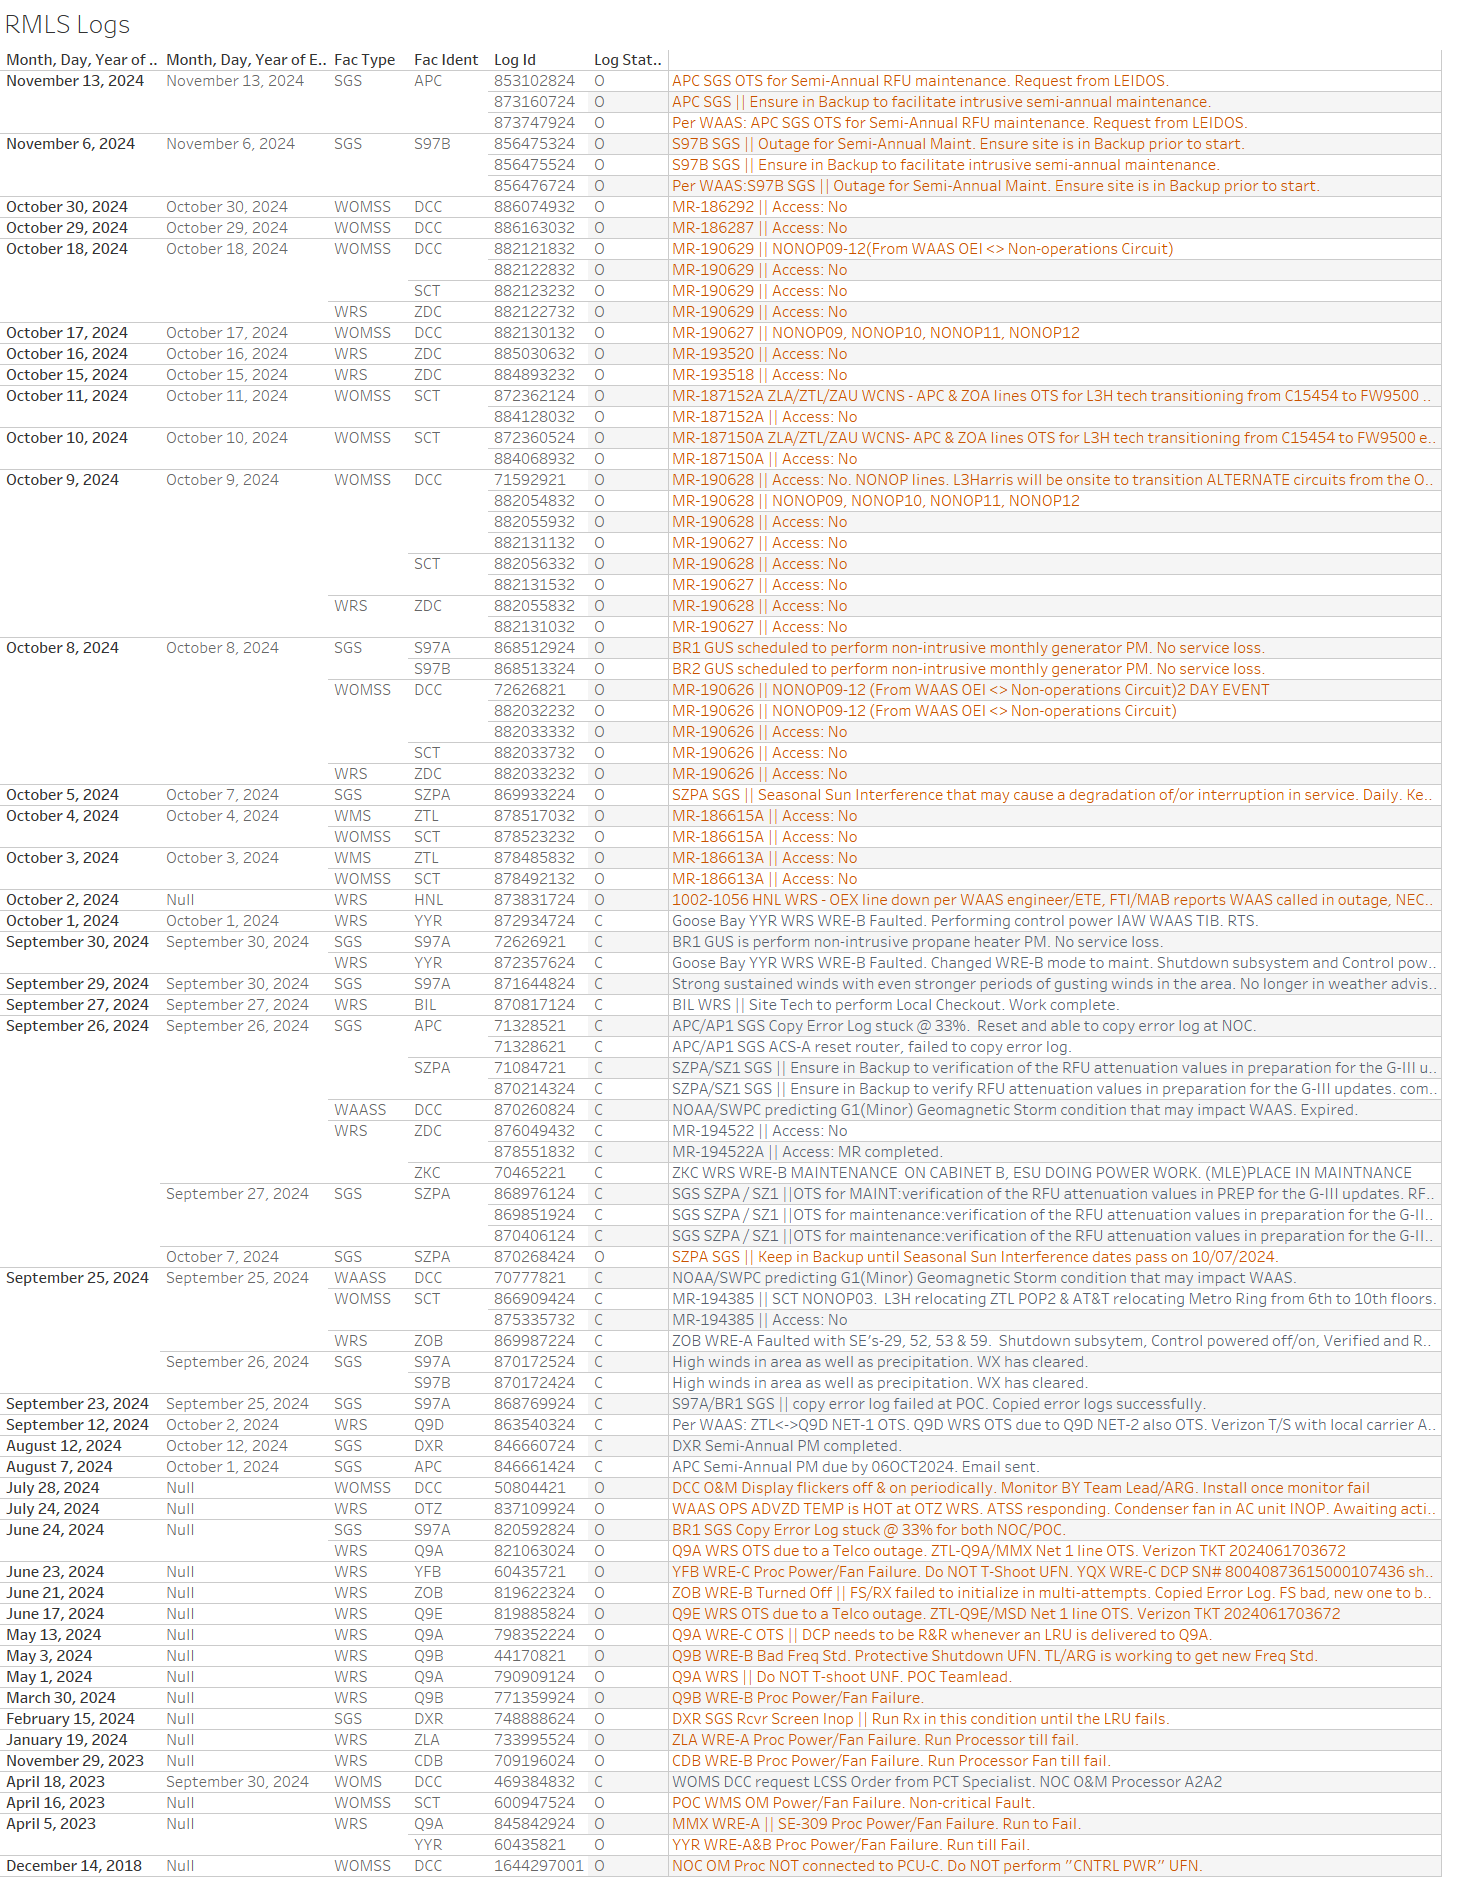 RMLS Logs
Month, Day, Year of .. Month, Day, Year of E.. Fac Type Fac Ident Log Id Log Stat..
November 13, 2024 November 13, 2024 SGS APC 853102824 O APC SGS OTS for Semi-Annual RFU maintenance. Request from LEIDOS.
873160724 O APC SGS || Ensure in Backup to facilitate intrusive semi-annual maintenance.
873747924 O Per WAAS: APC SGS OTS for Semi-Annual RFU maintenance. Request from LEIDOS.
November 6, 2024 November 6, 2024 SGS S97B 856475324 O S97B SGS || Outage for Semi-Annual Maint. Ensure site is in Backup prior to start.
856475524 O S97B SGS || Ensure in Backup to facilitate intrusive semi-annual maintenance.
856476724 O Per WAAS:S97B SGS || Outage for Semi-Annual Maint. Ensure site is in Backup prior to start.
October 30, 2024 October 30, 2024 WOMSS DCC 886074932 O MR-186292 || Access: No
October 29, 2024 October 29, 2024 WOMSS DCC 886163032 O MR-186287 || Access: No
October 18, 2024 October 18, 2024 WOMSS DCC 882121832 O MR-190629 || NONOP09-12(From WAAS OEI <> Non-operations Circuit)
882122832 O MR-190629 || Access: No
SCT 882123232 O MR-190629 || Access: No
WRS ZDC 882122732 O MR-190629 || Access: No
October 17, 2024 October 17, 2024 WOMSS DCC 882130132 O MR-190627 || NONOP09, NONOP10, NONOP11, NONOP12
October 16, 2024 October 16, 2024 WRS ZDC 885030632 O MR-193520 || Access: No
October 15, 2024 October 15, 2024 WRS ZDC 884893232 O MR-193518 || Access: No
October 11, 2024 October 11, 2024 WOMSS SCT 872362124 O MR-187152A ZLA/ZTL/ZAU WCNS - APC & ZOA lines OTS for L3H tech transitioning from C15454 to FW9500 ..
884128032 O MR-187152A || Access: No
October 10, 2024 October 10, 2024 WOMSS SCT 872360524 O MR-187150A ZLA/ZTL/ZAU WCNS- APC & ZOA lines OTS for L3H tech transitioning from C15454 to FW9500 e..
884068932 O MR-187150A || Access: No
October 9, 2024 October 9, 2024 WOMSS DCC 71592921 O MR-190628 || Access: No. NONOP lines. L3Harris will be onsite to transition ALTERNATE circuits from the O..
882054832 O MR-190628 || NONOP09, NONOP10, NONOP11, NONOP12
882055932 O MR-190628 || Access: No
882131132 O MR-190627 || Access: No
SCT 882056332 O MR-190628 || Access: No
882131532 O MR-190627 || Access: No
WRS ZDC 882055832 O MR-190628 || Access: No
882131032 O MR-190627 || Access: No
October 8, 2024 October 8, 2024 SGS S97A 868512924 O BR1 GUS scheduled to perform non-intrusive monthly generator PM. No service loss.
S97B 868513324 O BR2 GUS scheduled to perform non-intrusive monthly generator PM. No service loss.
WOMSS DCC 72626821 O MR-190626 || NONOP09-12 (From WAAS OEI <> Non-operations Circuit)2 DAY EVENT
882032232 O MR-190626 || NONOP09-12 (From WAAS OEI <> Non-operations Circuit)
882033332 O MR-190626 || Access: No
SCT 882033732 O MR-190626 || Access: No
WRS ZDC 882033232 O MR-190626 || Access: No
October 5, 2024 October 7, 2024 SGS SZPA 869933224 O SZPA SGS || Seasonal Sun Interference that may cause a degradation of/or interruption in service. Daily. Ke..
October 4, 2024 October 4, 2024 WMS ZTL 878517032 O MR-186615A || Access: No
WOMSS SCT 878523232 O MR-186615A || Access: No
October 3, 2024 October 3, 2024 WMS ZTL 878485832 O MR-186613A || Access: No
WOMSS SCT 878492132 O MR-186613A || Access: No
October 2, 2024 Null WRS HNL 873831724 O 1002-1056 HNL WRS - OEX line down per WAAS engineer/ETE, FTI/MAB reports WAAS called in outage, NEC..
October 1, 2024 October 1, 2024 WRS YYR 872934724 C Goose Bay YYR WRS WRE-B Faulted. Performing control power IAW WAAS TIB. RTS.
September 30, 2024 September 30, 2024 SGS S97A 72626921 C BR1 GUS is perform non-intrusive propane heater PM. No service loss.
WRS YYR 872357624 C Goose Bay YYR WRS WRE-B Faulted. Changed WRE-B mode to maint. Shutdown subsystem and Control pow..
September 29, 2024 September 30, 2024 SGS S97A 871644824 C Strong sustained winds with even stronger periods of gusting winds in the area. No longer in weather advis..
September 27, 2024 September 27, 2024 WRS BIL 870817124 C BIL WRS || Site Tech to perform Local Checkout. Work complete.
September 26, 2024 September 26, 2024 SGS APC 71328521 C APC/AP1 SGS Copy Error Log stuck @ 33%. Reset and able to copy error log at NOC.
71328621 C APC/AP1 SGS ACS-A reset router, failed to copy error log.
SZPA 71084721 C SZPA/SZ1 SGS || Ensure in Backup to verification of the RFU attenuation values in preparation for the G-III u..
870214324 C SZPA/SZ1 SGS || Ensure in Backup to verify RFU attenuation values in preparation for the G-III updates. com..
WAASS DCC 870260824 C NOAA/SWPC predicting G1(Minor) Geomagnetic Storm condition that may impact WAAS. Expired.
WRS ZDC 876049432 C MR-194522 || Access: No
878551832 C MR-194522A || Access: MR completed.
ZKC 70465221 C ZKC WRS WRE-B MAINTENANCE ON CABINET B, ESU DOING POWER WORK. (MLE)PLACE IN MAINTNANCE
September 27, 2024 SGS SZPA 868976124 C SGS SZPA / SZ1 ||OTS for MAINT:verification of the RFU attenuation values in PREP for the G-III updates. RF..
869851924 C SGS SZPA / SZ1 ||OTS for maintenance:verification of the RFU attenuation values in preparation for the G-II..
870406124 C SGS SZPA / SZ1 ||OTS for maintenance:verification of the RFU attenuation values in preparation for the G-II..
October 7, 2024 SGS SZPA 870268424 O SZPA SGS || Keep in Backup until Seasonal Sun Interference dates pass on 10/07/2024.
September 25, 2024 September 25, 2024 WAASS DCC 70777821 C NOAA/SWPC predicting G1(Minor) Geomagnetic Storm condition that may impact WAAS.
WOMSS SCT 866909424 C MR-194385 || SCT NONOP03. L3H relocating ZTL POP2 & AT&T relocating Metro Ring from 6th to 10th floors.
875335732 C MR-194385 || Access: No
WRS ZOB 869987224 C ZOB WRE-A Faulted with SE's-29, 52, 53 & 59. Shutdown subsytem, Control powered off/on, Verified and R..
September 26, 2024 SGS S97A 870172524 C High winds in area as well as precipitation. WX has cleared.
S97B 870172424 C High winds in area as well as precipitation. WX has cleared.
September 23, 2024 September 25, 2024 SGS S97A 868769924 C S97A/BR1 SGS || copy error log failed at POC. Copied error logs successfully.
September 12, 2024 October 2, 2024 WRS Q9D 863540324 C Per WAAS: ZTL<->Q9D NET-1 OTS. Q9D WRS OTS due to Q9D NET-2 also OTS. Verizon T/S with local carrier A..
August 12, 2024 October 12, 2024 SGS DXR 846660724 C DXR Semi-Annual PM completed.
August 7, 2024 October 1, 2024 SGS APC 846661424 C APC Semi-Annual PM due by 06OCT2024. Email sent.
July 28, 2024 Null WOMSS DCC 50804421 O DCC O&M Display flickers off & on periodically. Monitor BY Team Lead/ARG. Install once monitor fail
July 24, 2024 Null WRS OTZ 837109924 O WAAS OPS ADVZD TEMP is HOT at OTZ WRS. ATSS responding. Condenser fan in AC unit INOP. Awaiting acti..
June 24, 2024 Null SGS S97A 820592824 O BR1 SGS Copy Error Log stuck @ 33% for both NOC/POC.
WRS Q9A 821063024 O Q9A WRS OTS due to a Telco outage. ZTL-Q9A/MMX Net 1 line OTS. Verizon TKT 2024061703672
June 23, 2024 Null WRS YFB 60435721 O YFB WRE-C Proc Power/Fan Failure. Do NOT T-Shoot UFN. YQX WRE-C DCP SN# 80040873615000107436 sh..
June 21, 2024 Null WRS ZOB 819622324 O ZOB WRE-B Turned Off || FS/RX failed to initialize in multi-attempts. Copied Error Log. FS bad, new one to b..
June 17, 2024 Null WRS Q9E 819885824 O Q9E WRS OTS due to a Telco outage. ZTL-Q9E/MSD Net 1 line OTS. Verizon TKT 2024061703672
May 13, 2024 Null WRS Q9A 798352224 O Q9A WRE-C OTS || DCP needs to be R&R whenever an LRU is delivered to Q9A.
May 3, 2024 Null WRS Q9B 44170821 O Q9B WRE-B Bad Freq Std. Protective Shutdown UFN. TL/ARG is working to get new Freq Std.
May 1, 2024 Null WRS Q9A 790909124 O Q9A WRS || Do NOT T-shoot UNF. POC Teamlead.
March 30, 2024 Null WRS Q9B 771359924 O Q9B WRE-B Proc Power/Fan Failure.
February 15, 2024 Null SGS DXR 748888624 O DXR SGS Rcvr Screen Inop || Run Rx in this condition until the LRU fails.
January 19, 2024 Null WRS ZLA 733995524 O ZLA WRE-A Proc Power/Fan Failure. Run Processor till fail.
November 29, 2023 Null WRS CDB 709196024 O CDB WRE-B Proc Power/Fan Failure. Run Processor Fan till fail.
April 18, 2023 September 30, 2024 WOMS DCC 469384832 C WOMS DCC request LCSS Order from PCT Specialist. NOC O&M Processor A2A2
April 16, 2023 Null WOMSS SCT 600947524 O POC WMS OM Power/Fan Failure. Non-critical Fault.
April 5, 2023 Null WRS Q9A 845842924 O MMX WRE-A || SE-309 Proc Power/Fan Failure. Run to Fail.
YYR 60435821 O YYR WRE-A&B Proc Power/Fan Failure. Run till Fail.
December 14, 2018 Null WOMSS DCC 1644297001 O NOC OM Proc NOT connected to PCU-C. Do NOT perform "CNTRL PWR" UFN.